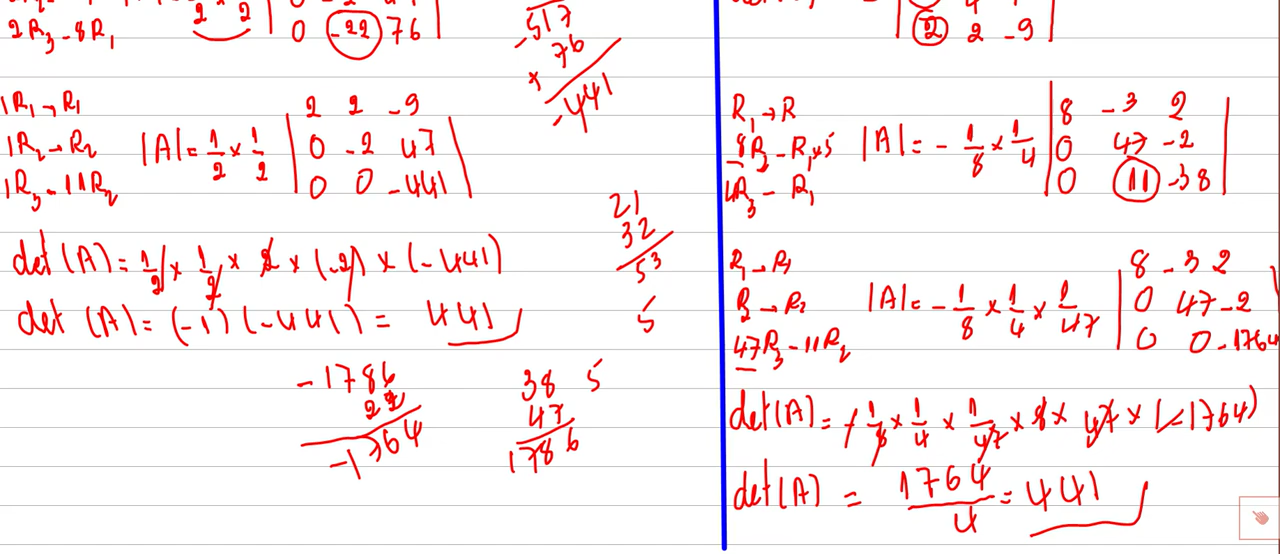 2R3 - 8R1
2 2
0 -22 76
-517
76
-441
1R1 → R1
1R2 → R2
1R3 - 11R2
|A| = 1/2 × 1/2
2 2 -9
0 -2 47
0 0 -441
det(A) = 1/2 × 1/2 × 2 × (-2) × (-441)
det(A) = (-1)(-441) = 441
21
32
53
5
-1786
22
-1764
38 5
47
1786
2 2 -9
R1 → R
8R2 - R1×5
4R3 - R1
|A| = - 1/8 × 1/4
8 -3 2
0 47 -2
0 11 -38
R1 → R1
R → R2
47R3 - 11R2
|A| = - 1/8 × 1/4 × 1/47
8 -3 2
0 47 -2
0 0 -1764
det(A) = - 1/8 × 1/4 × 1/47 × 8 × 47 × (-1764)
det(A) = 1764/4 = 441